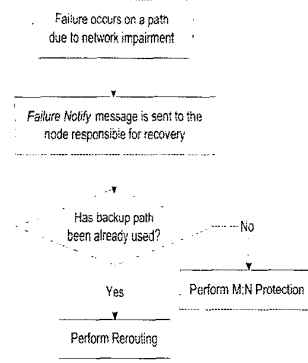 Failure occurs on a path
due to network impairment
Failure Notify message is sent to the
node responsible for recovery
Has backup path
been already used?
No
Yes
Perform M:N Protection
Perform Rerouting